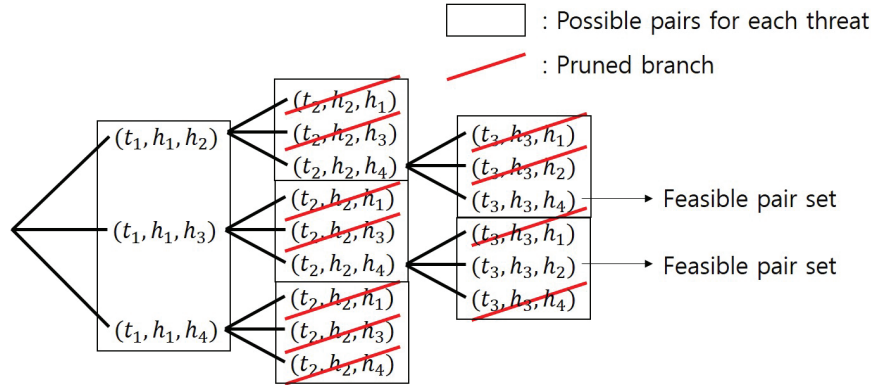 : Possible pairs for each threat
: Pruned branch
(t₁, h₁, h₂)
(t₁, h₁, h₃)
(t₁, h₁, h₄)
(t₂, h₂, h₁)
(t₂, h₂, h₃)
(t₂, h₂, h₄)
(t₂, h₂, h₁)
(t₂, h₂, h₃)
(t₂, h₂, h₄)
(t₂, h₂, h₁)
(t₂, h₂, h₃)
(t₂, h₂, h₄)
(t₃, h₃, h₁)
(t₃, h₃, h₂)
(t₃, h₃, h₄) Feasible pair set
(t₃, h₃, h₁)
(t₃, h₃, h₂) Feasible pair set
(t₃, h₃, h₄)